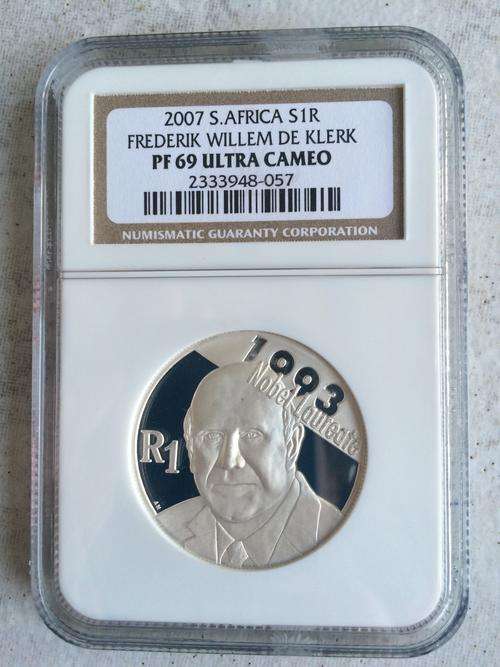 2007 S.AFRICA S1R
FREDERIK WILLEM DE KLERK
PF 69 ULTRA CAMEO
2333948-057
NUMISMATIC GUARANTY CORPORATION
1993
Nobel Laureate
R1